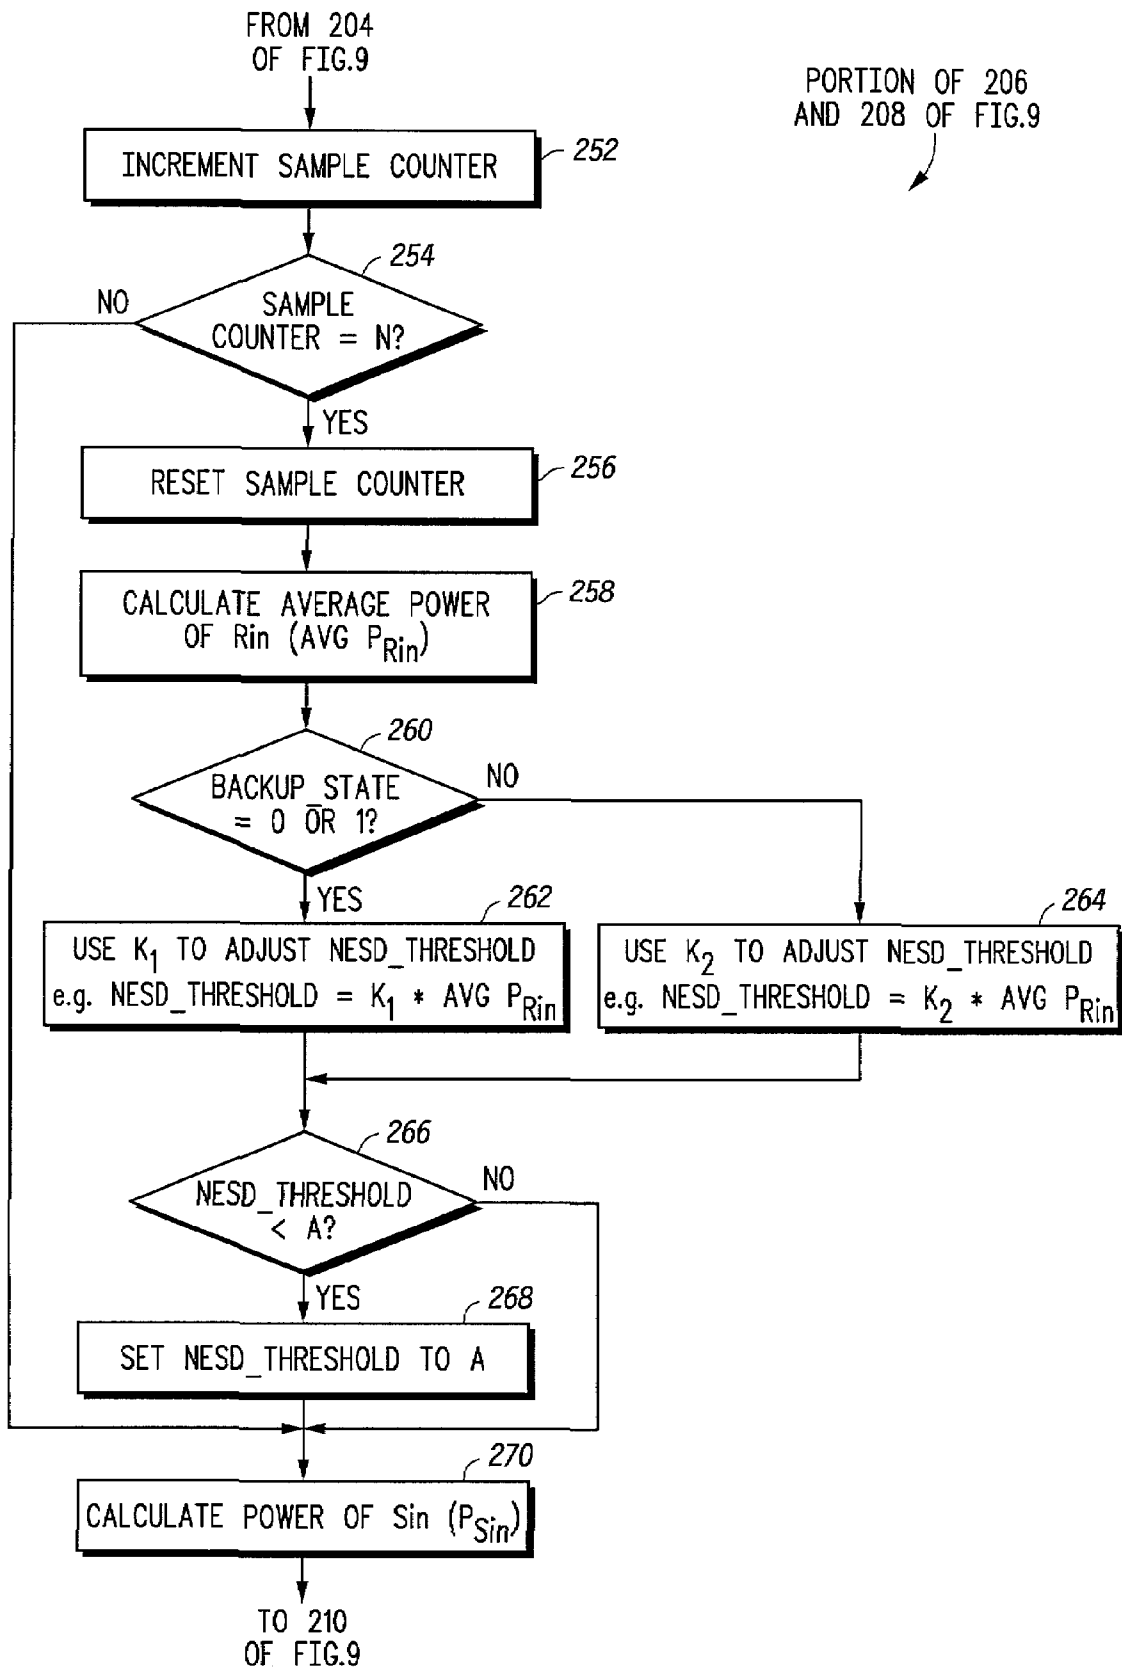 FROM 204
OF FIG.9
PORTION OF 206
AND 208 OF FIG.9
INCREMENT SAMPLE COUNTER
252
254
NO
SAMPLE
COUNTER = N?
YES
RESET SAMPLE COUNTER
256
CALCULATE AVERAGE POWER
OF Rin (AVG PRin)
258
260
BACKUP_STATE
= 0 OR 1?
NO
YES
262
USE K1 TO ADJUST NESD_THRESHOLD
e.g. NESD_THRESHOLD = K1 * AVG PRin
264
USE K2 TO ADJUST NESD_THRESHOLD
e.g. NESD_THRESHOLD = K2 * AVG PRin
266
NESD_THRESHOLD
< A?
NO
YES
268
SET NESD_THRESHOLD TO A
270
CALCULATE POWER OF Sin (PSin)
TO 210
OF FIG.9